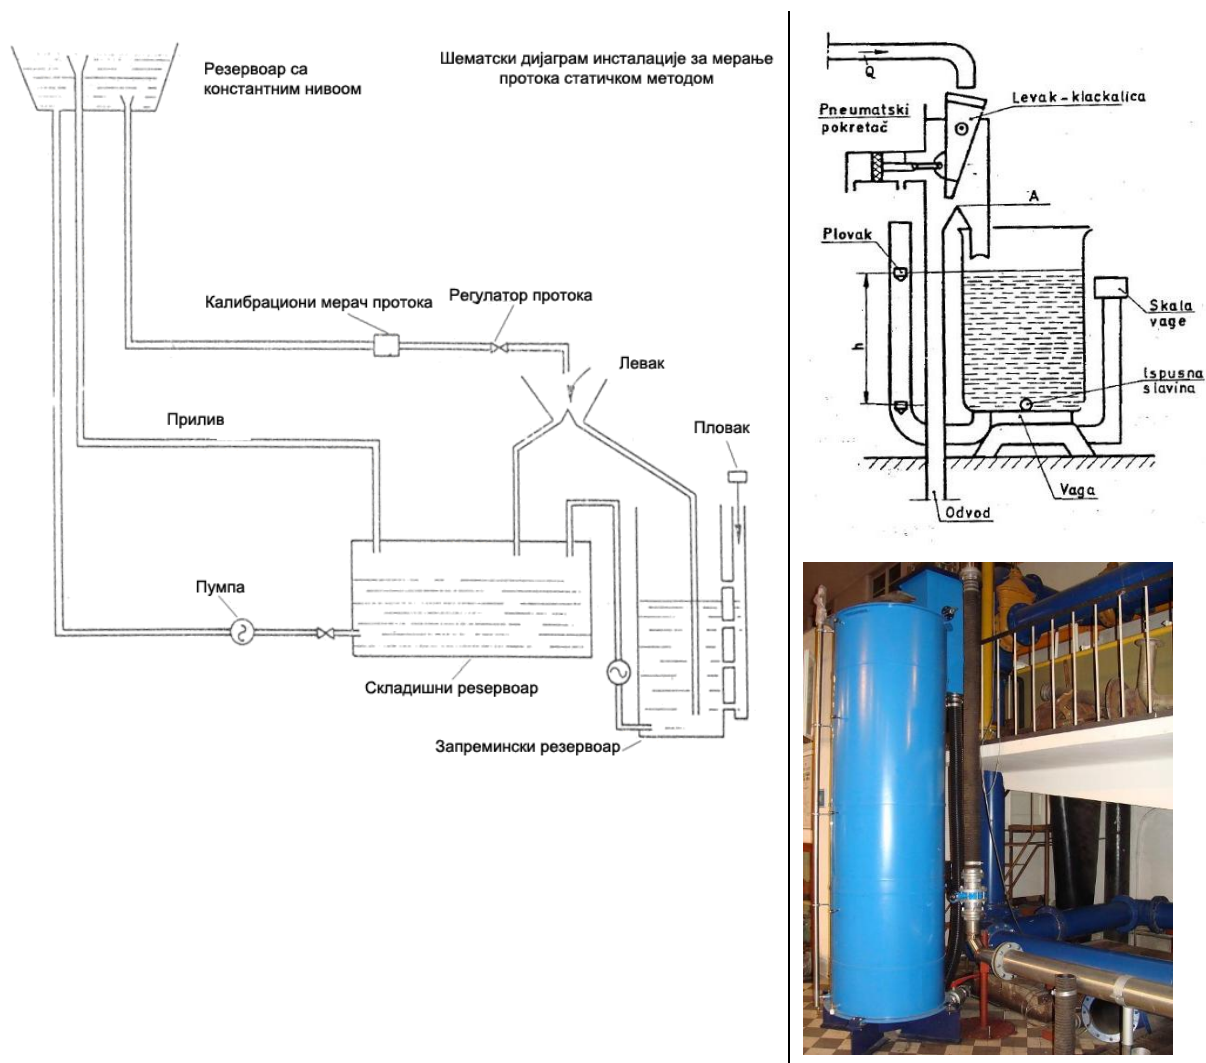 Шематски дијаграм инсталације за мерање
протока статичком методом
Резервоар са
константним нивоом
Калибрациони мерач протока
Регулатор протока
Левак
Прилив
Пловак
Пумпа
Складишни резервоар
Запремински резервоар
Q
Levak-klackalica
Pneumatski
pokretač
A
Plovak
h
Skala
vage
Ispusna
slavina
Vaga
Odvod